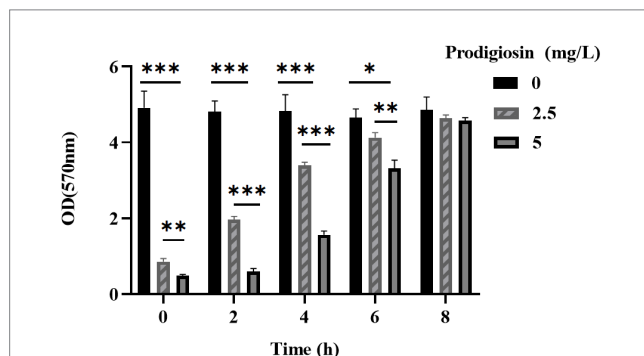 Prodigiosin (mg/L)
0
2.5
5
OD(570nm)
6
4
2
0
*** *** *** *
** *** *** **
0 2 4 6 8
Time (h)